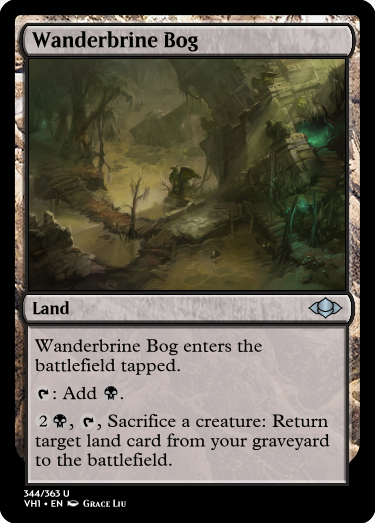 Wanderbrine Bog
Land
Wanderbrine Bog enters the
battlefield tapped.
: Add .
2 , , Sacrifice a creature: Return
target land card from your graveyard
to the battlefield.
344/363 U
VH1 • EN Grace Liu